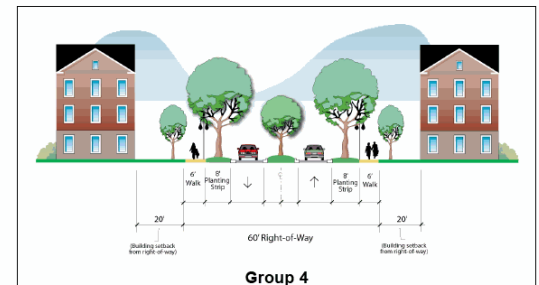 6'
Walk
8'
Planting
Strip
8'
Planting
Strip
6'
Walk
20'
20'
60' Right-of-Way
(Building setback
from right-of-way)
(Building setback
from right-of-way)
Group 4